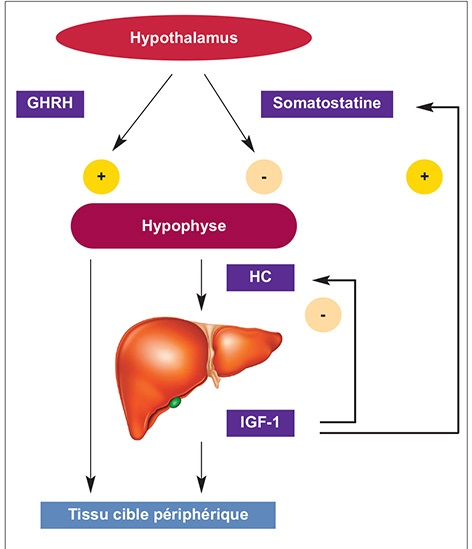 Hypothalamus
GHRH
Somatostatine
+
-
+
Hypophyse
HC
-
IGF-1
Tissu cible périphérique